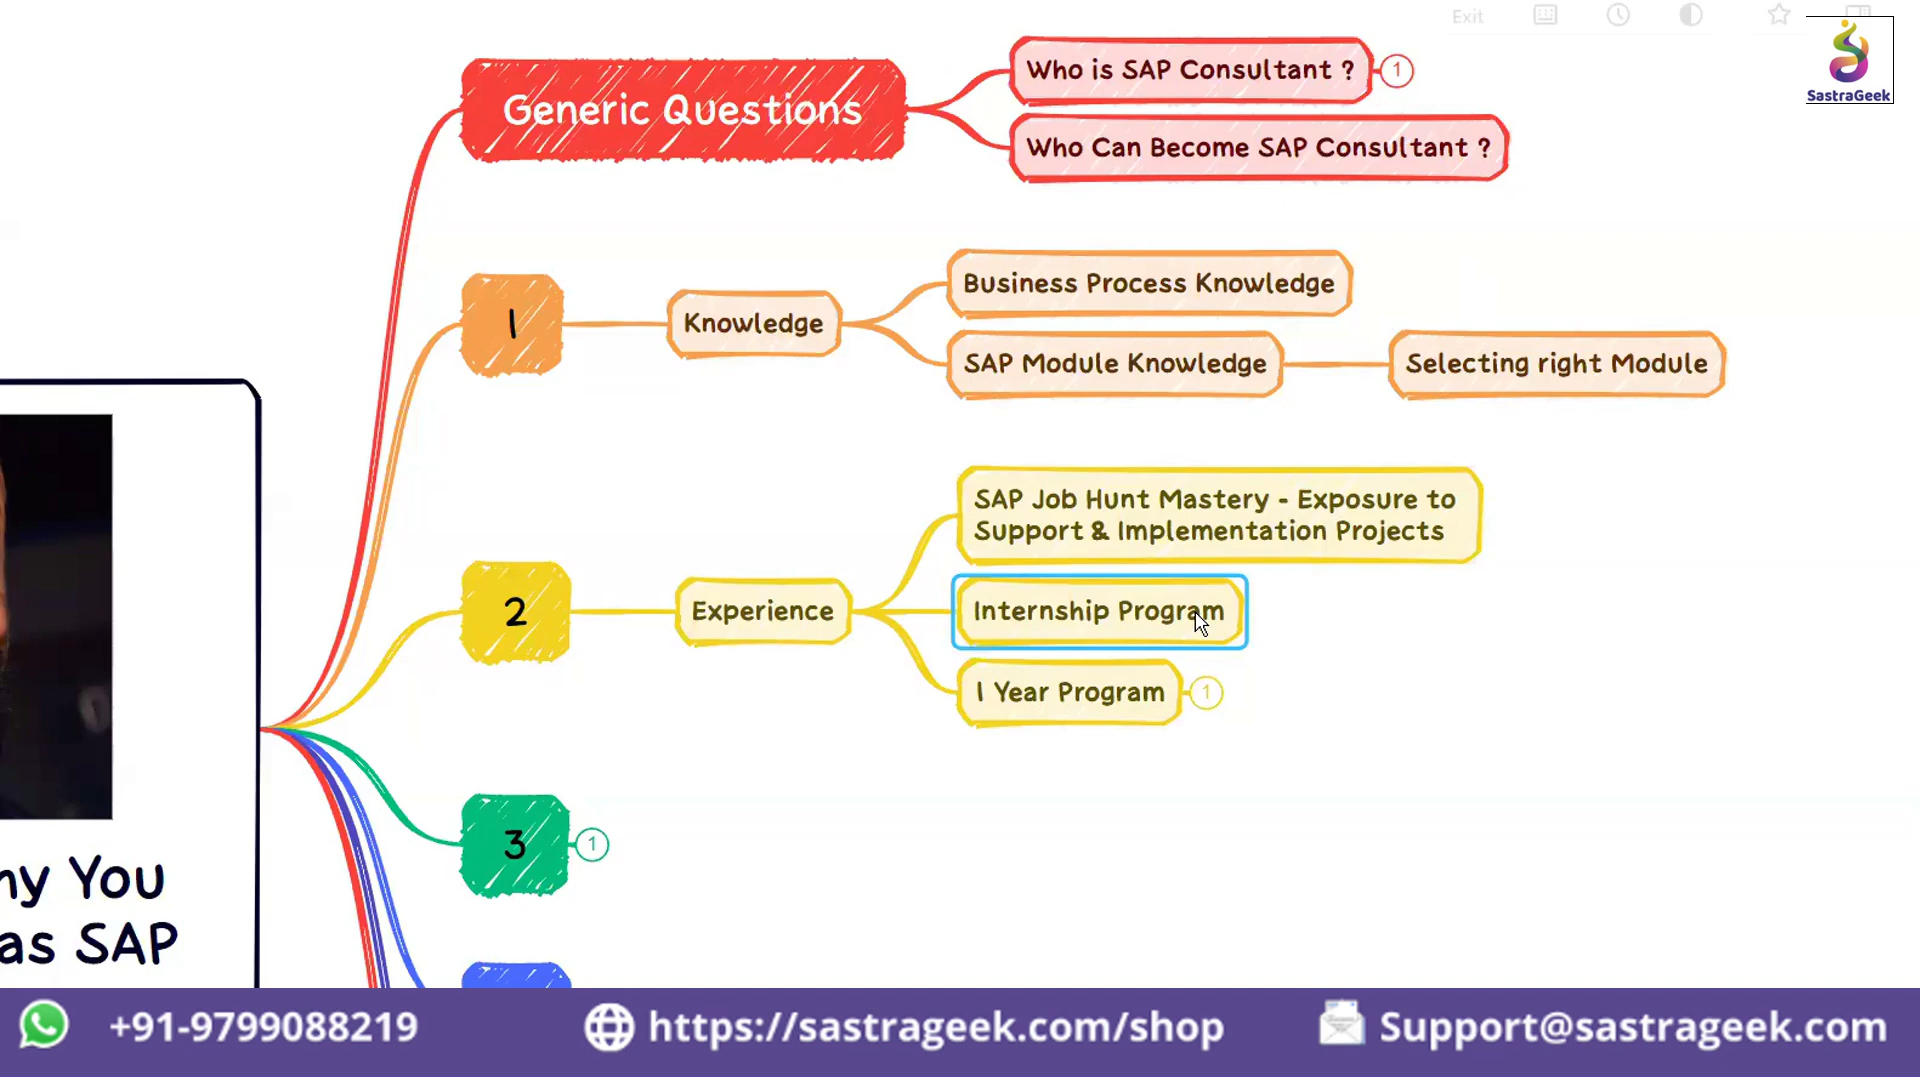 Exit
SastraGeek
Generic Questions
Who is SAP Consultant ?
1
Who Can Become SAP Consultant ?
1
Knowledge
Business Process Knowledge
SAP Module Knowledge
Selecting right Module
2
Experience
SAP Job Hunt Mastery - Exposure to
Support & Implementation Projects
Internship Program
1 Year Program
1
3
1
You
as SAP
+91-9799088219
https://sastrageek.com/shop
Support@sastrageek.com